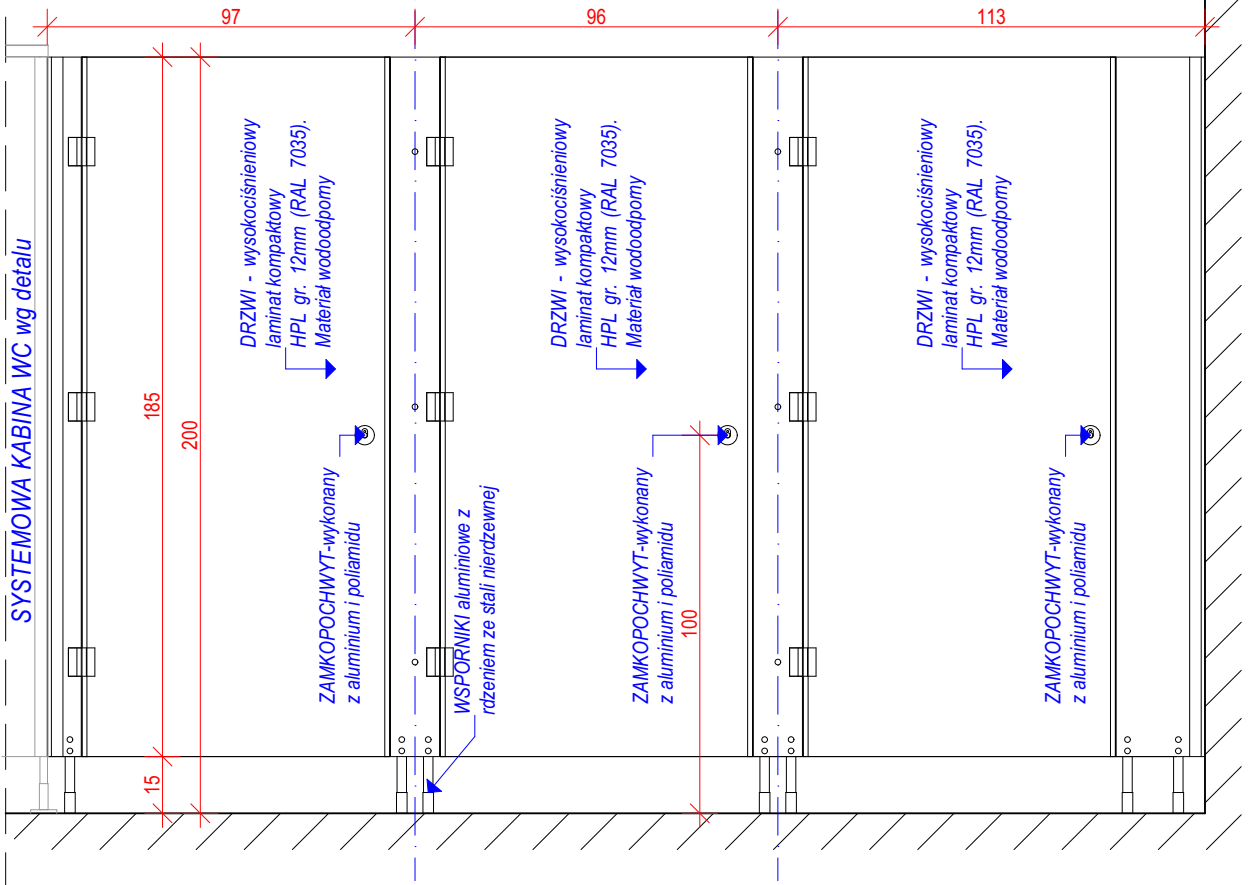 97
96
113
SYSTEMOWA KABINA WC wg detalu
185
200
15
DRZWI - wysokociśnieniowy
laminat kompaktowy
HPL gr. 12mm (RAL 7035).
Materiał wodoodporny
ZAMKOPOCHWYT-wykonany
z aluminium i poliamidu
WSPORNIKI aluminiowe z
rdzeniem ze stali nierdzewnej
DRZWI - wysokociśnieniowy
laminat kompaktowy
HPL gr. 12mm (RAL 7035).
Materiał wodoodporny
ZAMKOPOCHWYT-wykonany
z aluminium i poliamidu
100
DRZWI - wysokociśnieniowy
laminat kompaktowy
HPL gr. 12mm (RAL 7035).
Materiał wodoodporny
ZAMKOPOCHWYT-wykonany
z aluminium i poliamidu